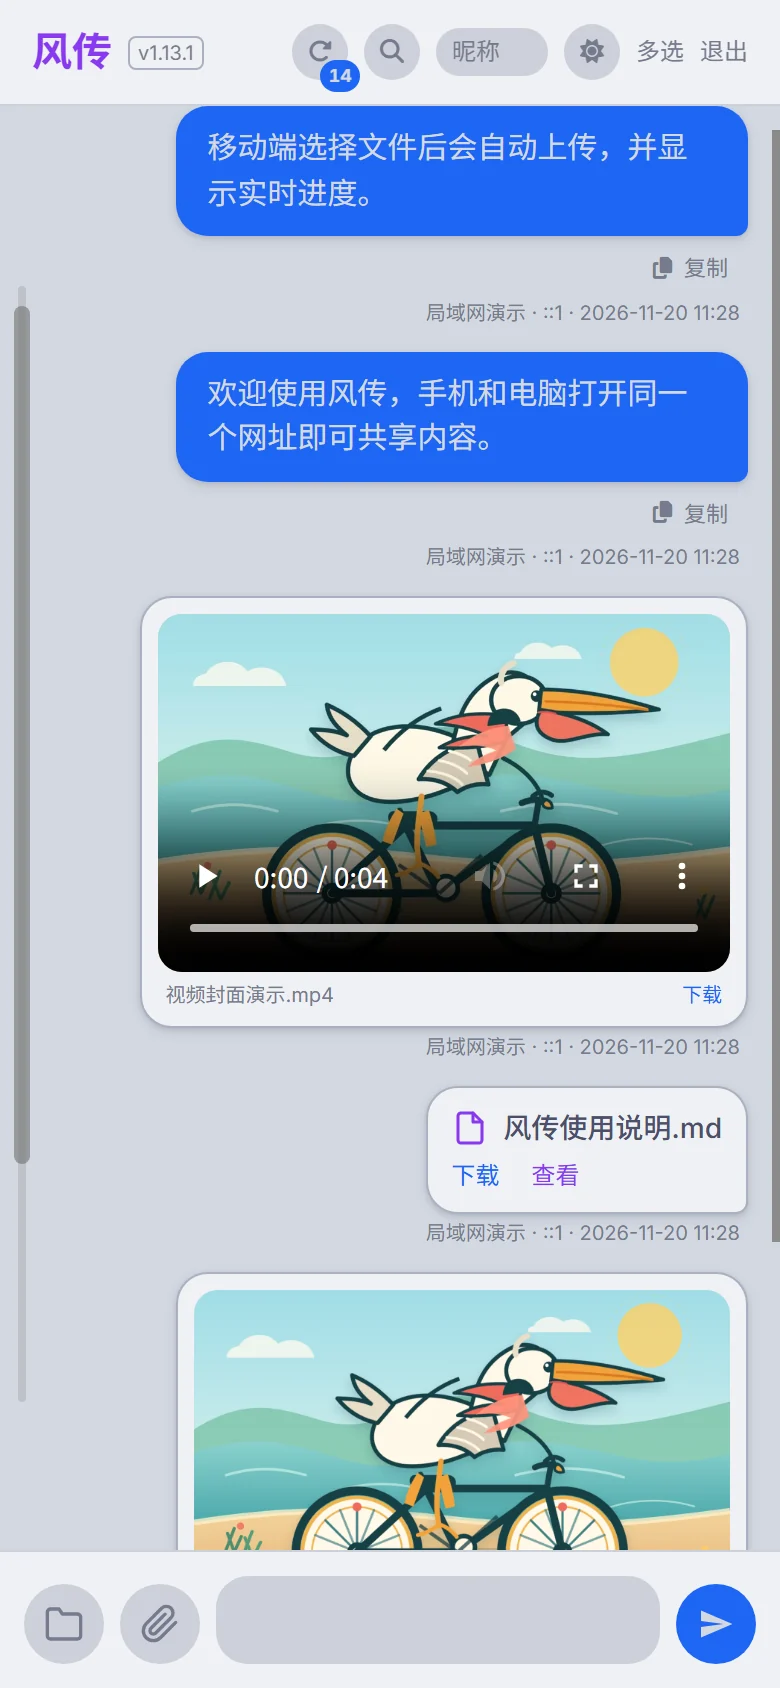 风传 v1.13.1 14 昵称 多选 退出
移动端选择文件后会自动上传，并显
示实时进度。
复制
局域网演示 · ::1 · 2026-11-20 11:28
欢迎使用风传，手机和电脑打开同一
个网址即可共享内容。
复制
局域网演示 · ::1 · 2026-11-20 11:28
0:00 / 0:04
视频封面演示.mp4 下载
局域网演示 · ::1 · 2026-11-20 11:28
风传使用说明.md
下载 查看
局域网演示 · ::1 · 2026-11-20 11:28